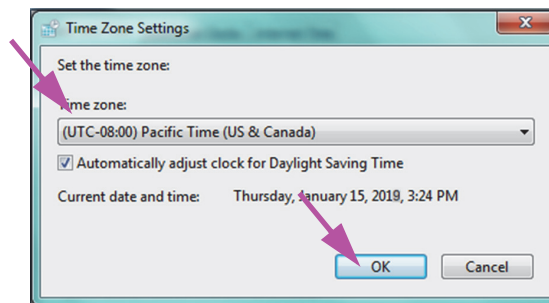 Time Zone Settings
Set the time zone:
Time zone:
(UTC-08:00) Pacific Time (US & Canada)
Automatically adjust clock for Daylight Saving Time
Current date and time: Thursday, January 15, 2019, 3:24 PM
OK Cancel